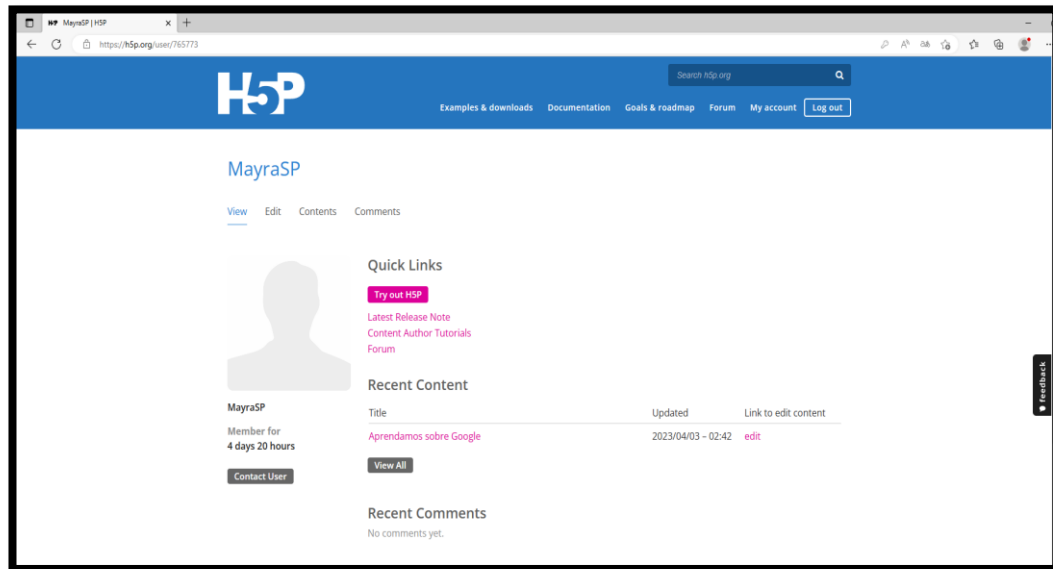 H5P MayraSP | H5P
https://h5p.org/user/765773
H5P
Search h5p.org
Examples & downloads Documentation Goals & roadmap Forum My account Log out
MayraSP
View Edit Contents Comments
Quick Links
Try out H5P
Latest Release Note
Content Author Tutorials
Forum
Recent Content
Title Updated Link to edit content
Aprendamos sobre Google 2023/04/03 – 02:42 edit
View All
MayraSP
Member for
4 days 20 hours
Contact User
Recent Comments
No comments yet.
feedback